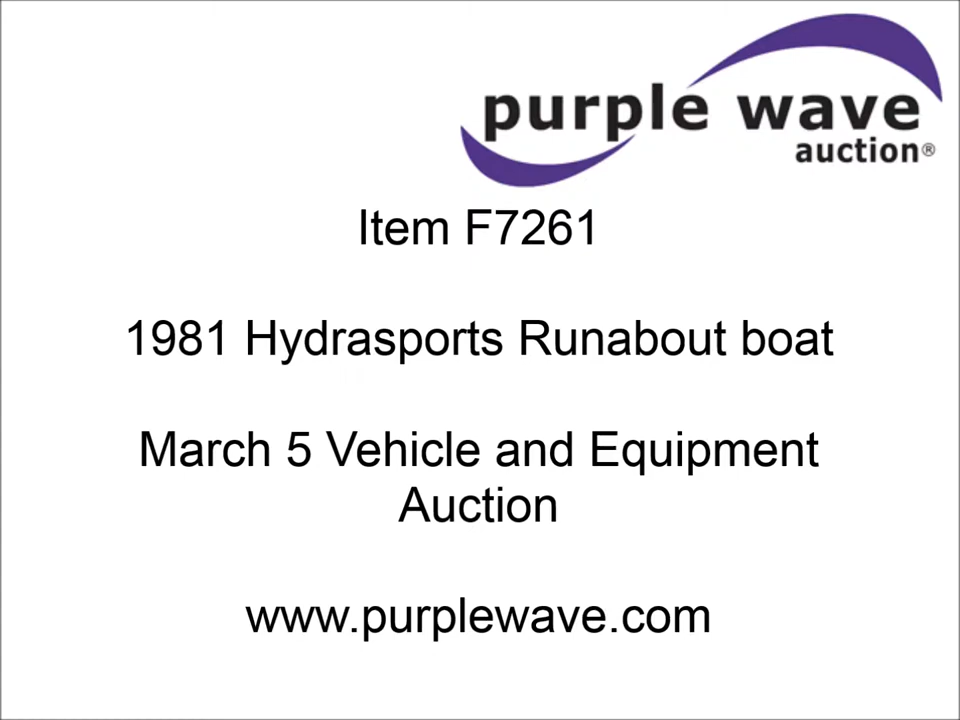 purple wave
auction®
Item F7261
1981 Hydrasports Runabout boat
March 5 Vehicle and Equipment
Auction
www.purplewave.com